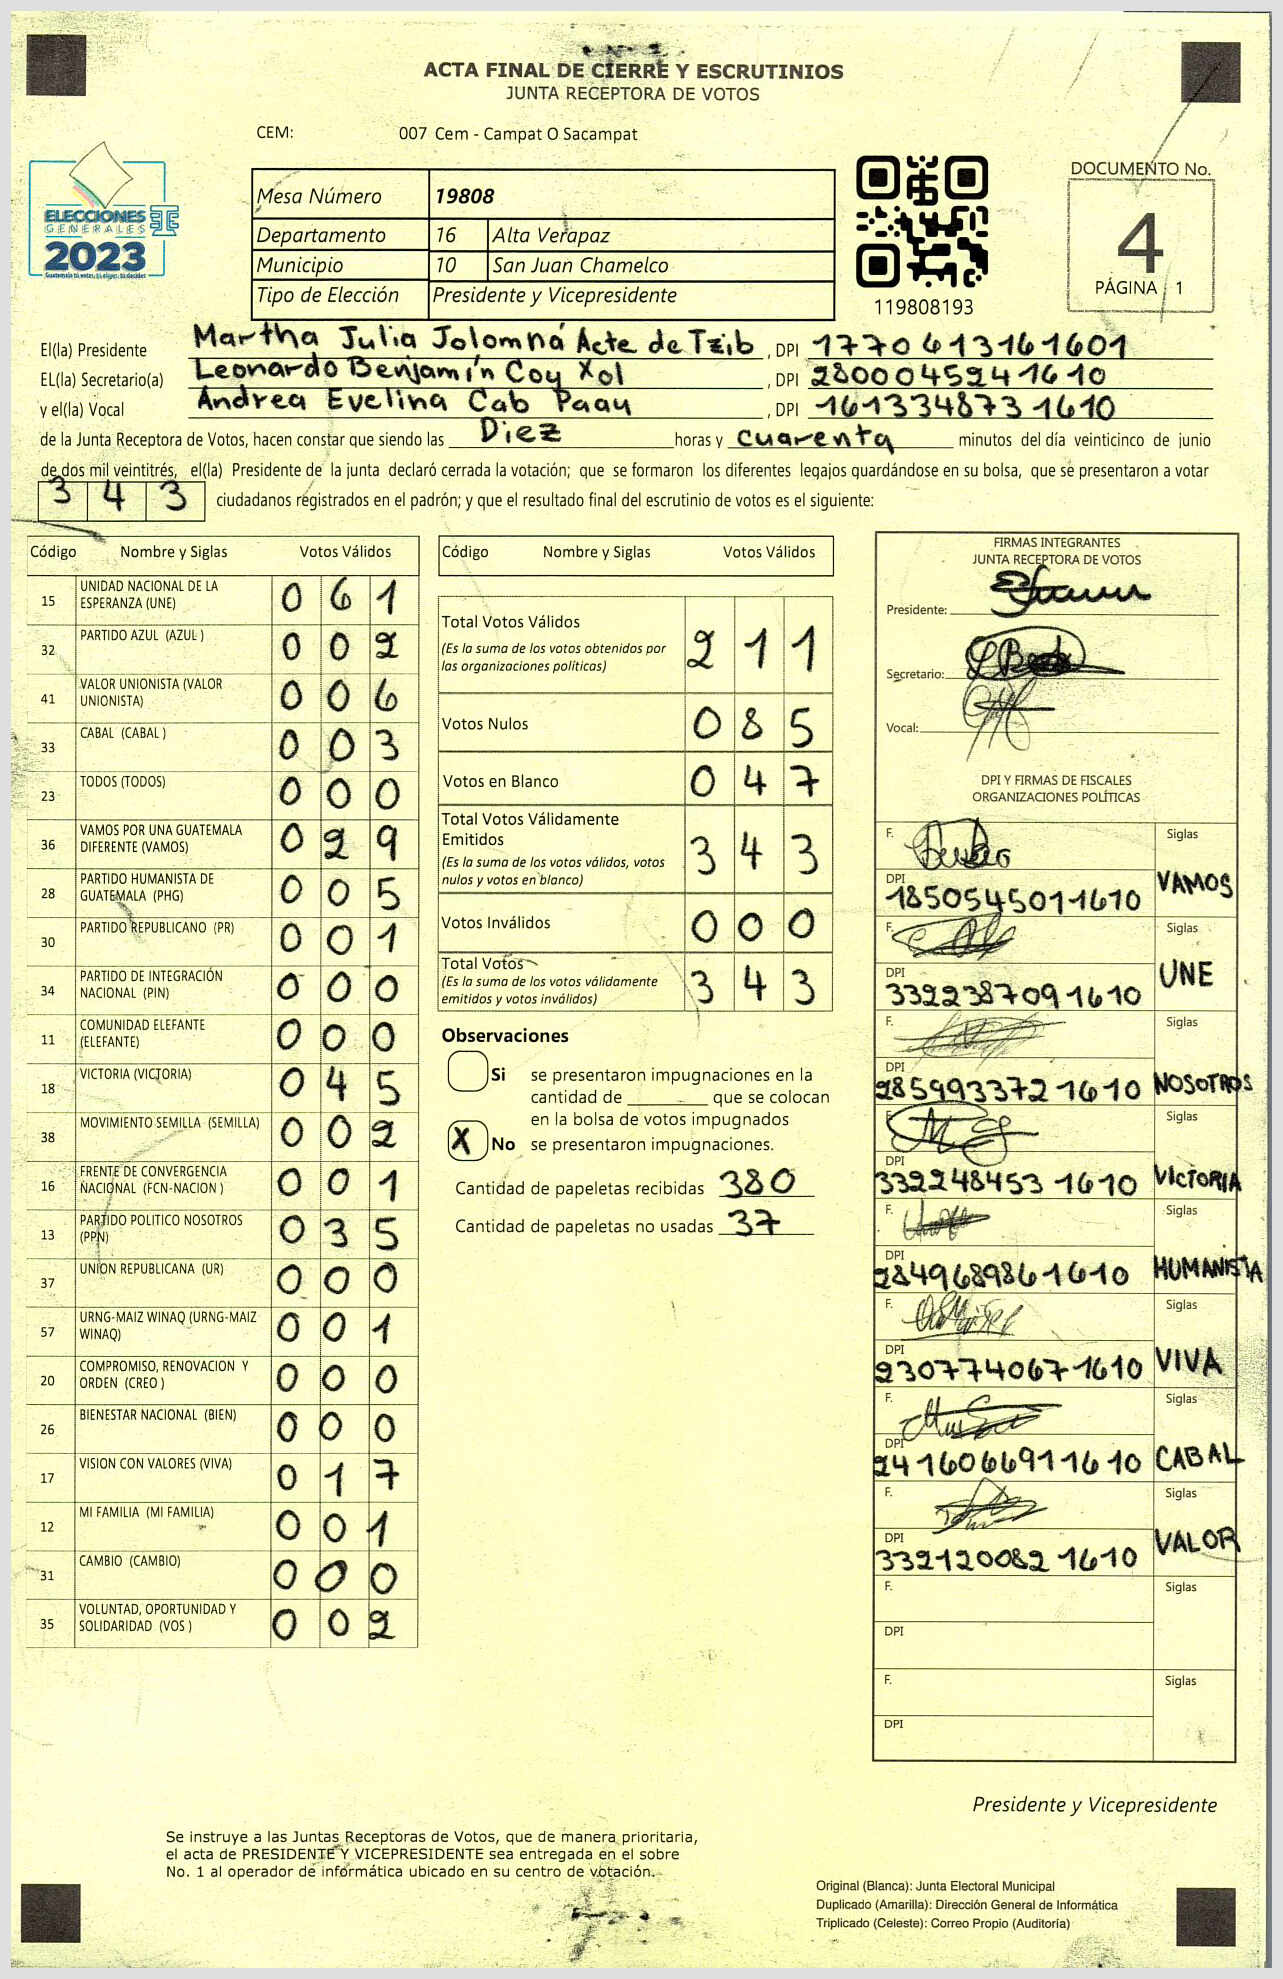 ACTA FINAL DE CIERRE Y ESCRUTINIOS
JUNTA RECEPTORA DE VOTOS
CEM: 007 Cem - Campat O Sacampat
ELECCIONES
GENERALES
2023
Mesa Número 19808
Departamento 16 Alta Verapaz
Municipio 10 San Juan Chamelco
Tipo de Elección Presidente y Vicepresidente
119808193
DOCUMENTO No.
4
PÁGINA 1
El(la) Presidente Martha Julia Jolomná Acte de Tzib , DPI 1770613161601
EL(la) Secretario(a) Leonardo Benjamín Coy Xol , DPI 2800045241610
y el(la) Vocal Andrea Evelina Cab Paau , DPI 1613348731610
de la Junta Receptora de Votos, hacen constar que siendo las Diez horas y cuarenta minutos del día veinticinco de junio
de dos mil veintitrés, el(la) Presidente de la junta declaró cerrada la votación; que se formaron los diferentes legajos quardándose en su bolsa, que se presentaron a votar
3 4 3 ciudadanos registrados en el padrón; y que el resultado final del escrutinio de votos es el siguiente:
Código Nombre y Siglas Votos Válidos
15 UNIDAD NACIONAL DE LA ESPERANZA (UNE) 0 6 1
32 PARTIDO AZUL (AZUL ) 0 0 2
41 VALOR UNIONISTA (VALOR UNIONISTA) 0 0 6
33 CABAL (CABAL ) 0 0 3
23 TODOS (TODOS) 0 0 0
36 VAMOS POR UNA GUATEMALA DIFERENTE (VAMOS) 0 2 9
28 PARTIDO HUMANISTA DE GUATEMALA (PHG) 0 0 5
30 PARTIDO REPUBLICANO (PR) 0 0 1
34 PARTIDO DE INTEGRACIÓN NACIONAL (PIN) 0 0 0
11 COMUNIDAD ELEFANTE (ELEFANTE) 0 0 0
18 VICTORIA (VICTORIA) 0 4 5
38 MOVIMIENTO SEMILLA (SEMILLA) 0 0 2
16 FRENTE DE CONVERGENCIA NACIONAL (FCN-NACION ) 0 0 1
13 PARTIDO POLITICO NOSOTROS (PPN) 0 3 5
37 UNION REPUBLICANA (UR) 0 0 0
57 URNG-MAIZ WINAQ (URNG-MAIZ WINAQ) 0 0 1
20 COMPROMISO, RENOVACION Y ORDEN (CREO ) 0 0 0
26 BIENESTAR NACIONAL (BIEN) 0 0 0
17 VISION CON VALORES (VIVA) 0 1 7
12 MI FAMILIA (MI FAMILIA) 0 0 1
31 CAMBIO (CAMBIO) 0 0 0
35 VOLUNTAD, OPORTUNIDAD Y SOLIDARIDAD (VOS ) 0 0 2
Código Nombre y Siglas Votos Válidos
Total Votos Válidos 2 1 1
(Es la suma de los votos obtenidos por
las organizaciones políticas)
Votos Nulos 0 8 5
Votos en Blanco 0 4 7
Total Votos Válidamente
Emitidos 3 4 3
(Es la suma de los votos válidos, votos
nulos y votos en blanco)
Votos Inválidos 0 0 0
Total Votos 3 4 3
(Es la suma de los votos válidamente
emitidos y votos inválidos)
Observaciones
Si se presentaron impugnaciones en la
cantidad de ________ que se colocan
en la bolsa de votos impugnados
X No se presentaron impugnaciones.
Cantidad de papeletas recibidas 380
Cantidad de papeletas no usadas 37
FIRMAS INTEGRANTES
JUNTA RECEPTORA DE VOTOS
Presidente:
Secretario:
Vocal:
DPI Y FIRMAS DE FISCALES
ORGANIZACIONES POLÍTICAS
F. Siglas
DPI 1850545011610 VAMOS
F. Siglas
DPI 3322387091610 UNE
F. Siglas
DPI 2859933721610 NOSOTROS
F. Siglas
DPI 3322484531610 VICTORIA
F. Siglas
DPI 2849689861610 HUMANISTA
F. Siglas
DPI 2307740671610 VIVA
F. Siglas
DPI 2416066911610 CABAL
F. Siglas
DPI 3321200821610 VALOR
F. Siglas
DPI
F. Siglas
DPI
Presidente y Vicepresidente
Se instruye a las Juntas Receptoras de Votos, que de manera prioritaria,
el acta de PRESIDENTE Y VICEPRESIDENTE sea entregada en el sobre
No. 1 al operador de informática ubicado en su centro de votación.
Original (Blanca): Junta Electoral Municipal
Duplicado (Amarilla): Dirección General de Informática
Triplicado (Celeste): Correo Propio (Auditoría)